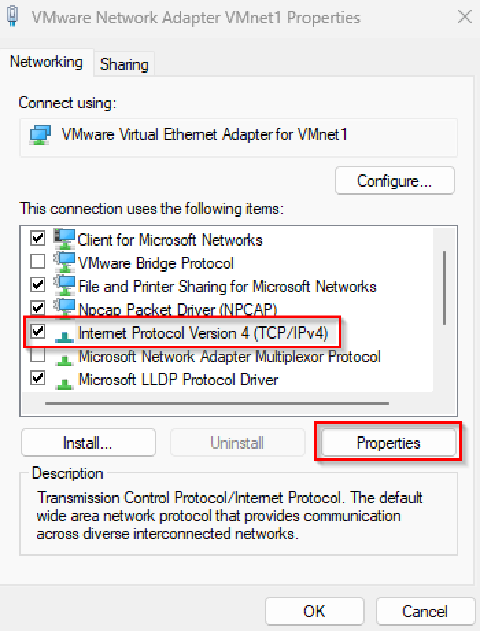 VMware Network Adapter VMnet1 Properties
Networking
Sharing
Connect using:
VMware Virtual Ethernet Adapter for VMnet1
Configure...
This connection uses the following items:
Client for Microsoft Networks
VMware Bridge Protocol
File and Printer Sharing for Microsoft Networks
Npcap Packet Driver (NPCAP)
Internet Protocol Version 4 (TCP/IPv4)
Microsoft Network Adapter Multiplexor Protocol
Microsoft LLDP Protocol Driver
Install...
Uninstall
Properties
Description
Transmission Control Protocol/Internet Protocol. The default
wide area network protocol that provides communication
across diverse interconnected networks.
OK
Cancel